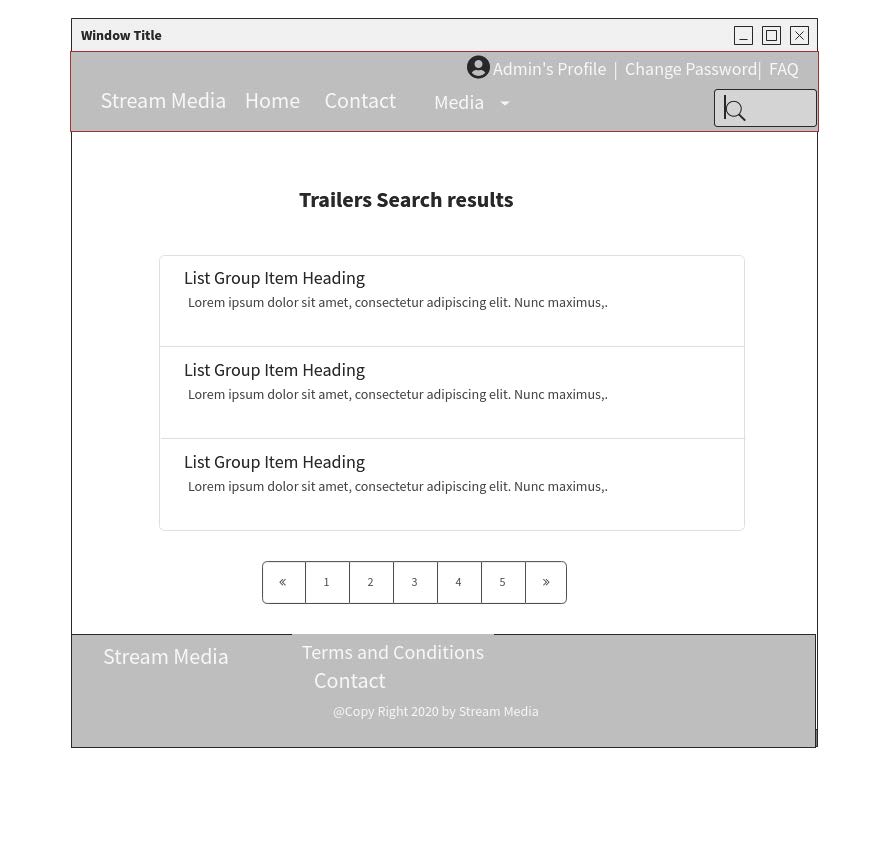 Window Title
Admin's Profile | Change Password| FAQ
Stream Media Home Contact Media
Trailers Search results
List Group Item Heading
Lorem ipsum dolor sit amet, consectetur adipiscing elit. Nunc maximus,.
List Group Item Heading
Lorem ipsum dolor sit amet, consectetur adipiscing elit. Nunc maximus,.
List Group Item Heading
Lorem ipsum dolor sit amet, consectetur adipiscing elit. Nunc maximus,.
« 1 2 3 4 5 »
Stream Media Terms and Conditions
Contact
@Copy Right 2020 by Stream Media